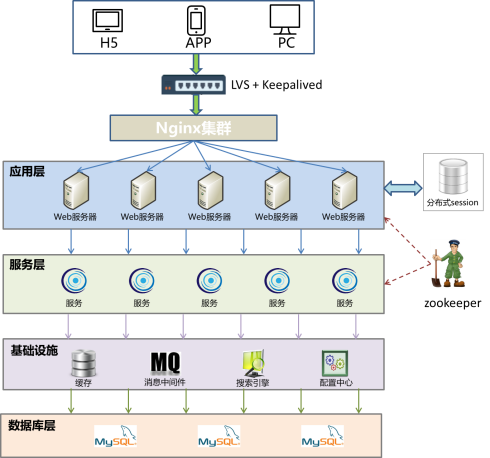 H5 APP PC
LVS + Keepalived
Nginx集群
应用层
Web服务器 Web服务器 Web服务器 Web服务器 Web服务器
分布式session
服务层
服务 服务 服务 服务 服务
zookeeper
基础设施
MQ
缓存 消息中间件 搜索引擎 配置中心
数据库层
MySQL MySQL MySQL